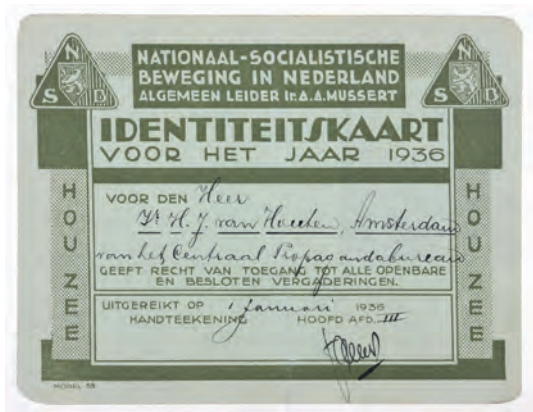 N
S B
NATIONAAL-SOCIALISTISCHE
BEWEGING IN NEDERLAND
ALGEMEEN LEIDER Ir. A. A. MUSSERT
N
S B
IDENTITEITSKAART
VOOR HET JAAR 1936
HOU ZEE
HOU ZEE
VOOR DEN Heer
Dr H. J. van Houten, Amsterdam
van het Centraal Propagandabureau
GEEFT RECHT VAN TOEGANG TOT ALLE OPENBARE
EN BESLOTEN VERGADERINGEN.
UITGEREIKT OP 1 Januari 1936
HANDTEEKENING HOOFD AFD. III
MODEL